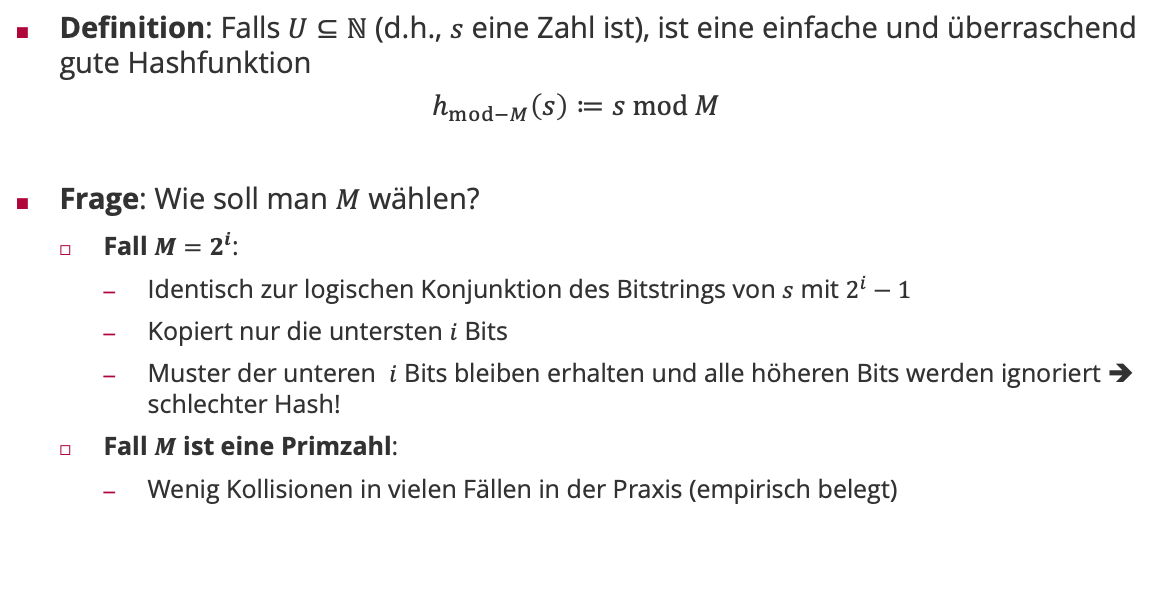 ▪ Definition: Falls 𝑈 ⊆ ℕ (d.h., 𝑠 eine Zahl ist), ist eine einfache und überraschend
gute Hashfunktion
ℎmod−𝑀(𝑠) ≔ 𝑠 mod 𝑀
▪ Frage: Wie soll man 𝑀 wählen?
▫ Fall 𝑴 = 𝟐ⁱ:
– Identisch zur logischen Konjunktion des Bitstrings von 𝑠 mit 2ⁱ − 1
– Kopiert nur die untersten 𝑖 Bits
– Muster der unteren 𝑖 Bits bleiben erhalten und alle höheren Bits werden ignoriert ➔
schlechter Hash!
▫ Fall 𝑴 ist eine Primzahl:
– Wenig Kollisionen in vielen Fällen in der Praxis (empirisch belegt)